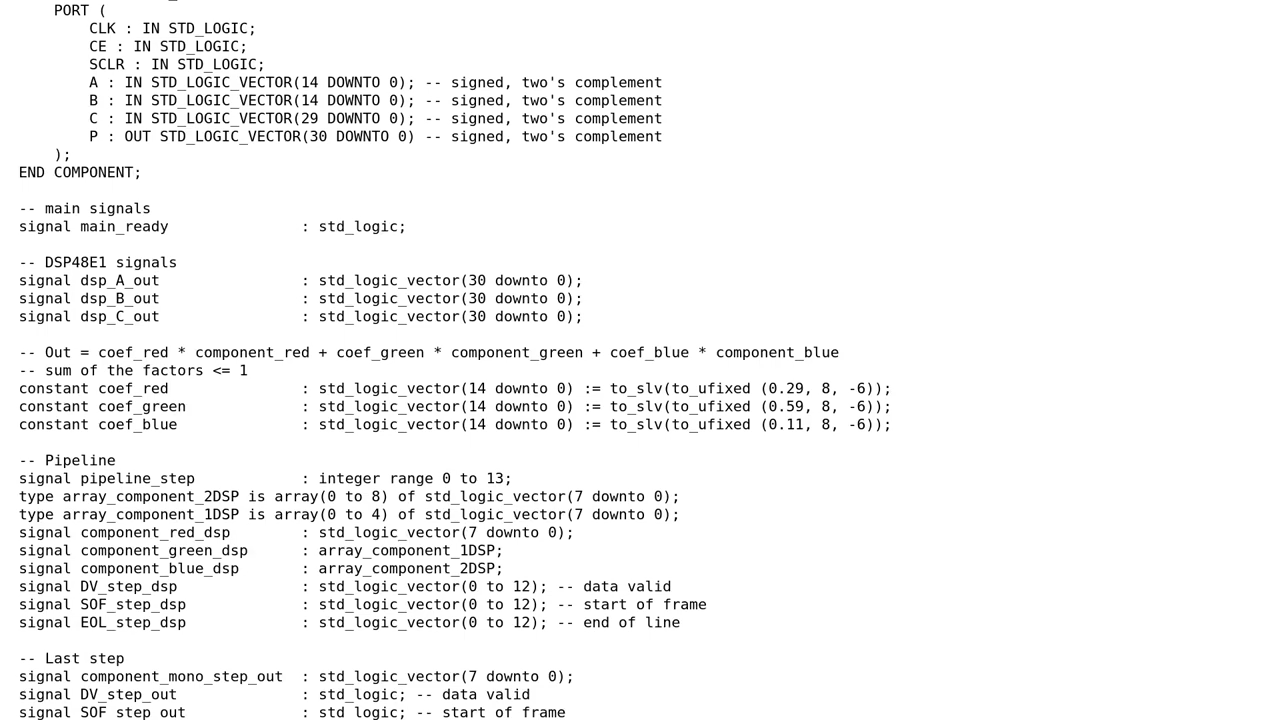 PORT (
CLK : IN STD_LOGIC;
CE : IN STD_LOGIC;
SCLR : IN STD_LOGIC;
A : IN STD_LOGIC_VECTOR(14 DOWNTO 0); -- signed, two's complement
B : IN STD_LOGIC_VECTOR(14 DOWNTO 0); -- signed, two's complement
C : IN STD_LOGIC_VECTOR(29 DOWNTO 0); -- signed, two's complement
P : OUT STD_LOGIC_VECTOR(30 DOWNTO 0) -- signed, two's complement
);
END COMPONENT;
-- main signals
signal main_ready : std_logic;
-- DSP48E1 signals
signal dsp_A_out : std_logic_vector(30 downto 0);
signal dsp_B_out : std_logic_vector(30 downto 0);
signal dsp_C_out : std_logic_vector(30 downto 0);
-- Out = coef_red * component_red + coef_green * component_green + coef_blue * component_blue
-- sum of the factors <= 1
constant coef_red : std_logic_vector(14 downto 0) := to_slv(to_ufixed (0.29, 8, -6));
constant coef_green : std_logic_vector(14 downto 0) := to_slv(to_ufixed (0.59, 8, -6));
constant coef_blue : std_logic_vector(14 downto 0) := to_slv(to_ufixed (0.11, 8, -6));
-- Pipeline
signal pipeline_step : integer range 0 to 13;
type array_component_2DSP is array(0 to 8) of std_logic_vector(7 downto 0);
type array_component_1DSP is array(0 to 4) of std_logic_vector(7 downto 0);
signal component_red_dsp : std_logic_vector(7 downto 0);
signal component_green_dsp : array_component_1DSP;
signal component_blue_dsp : array_component_2DSP;
signal DV_step_dsp : std_logic_vector(0 to 12); -- data valid
signal SOF_step_dsp : std_logic_vector(0 to 12); -- start of frame
signal EOL_step_dsp : std_logic_vector(0 to 12); -- end of line
-- Last step
signal component_mono_step_out : std_logic_vector(7 downto 0);
signal DV_step_out : std_logic; -- data valid
signal SOF_step_out : std_logic; -- start of frame